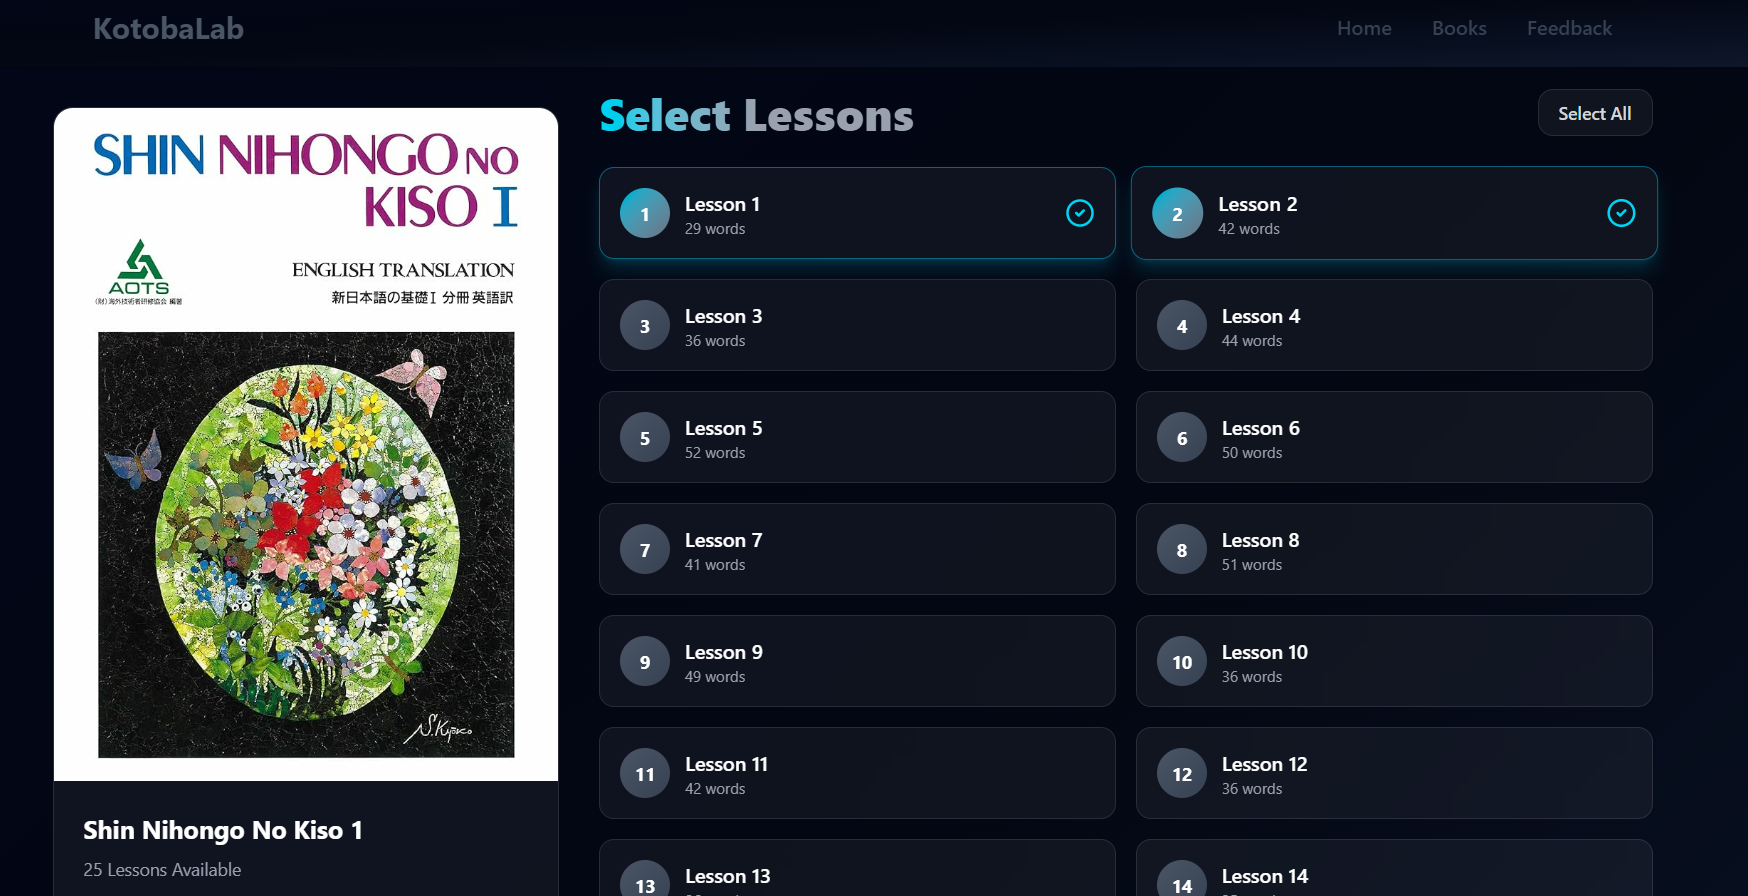 KotobaLab
Home
Books
Feedback
SHIN NIHONGO NO
KISO I
AOTS
(財)海外技術者研修協会 編著
ENGLISH TRANSLATION
新日本語の基礎I 分冊 英語訳
S.Kyoko
Shin Nihongo No Kiso 1
25 Lessons Available
Select Lessons
Select All
1
Lesson 1
29 words
2
Lesson 2
42 words
3
Lesson 3
36 words
4
Lesson 4
44 words
5
Lesson 5
52 words
6
Lesson 6
50 words
7
Lesson 7
41 words
8
Lesson 8
51 words
9
Lesson 9
49 words
10
Lesson 10
36 words
11
Lesson 11
42 words
12
Lesson 12
36 words
13
Lesson 13
14
Lesson 14